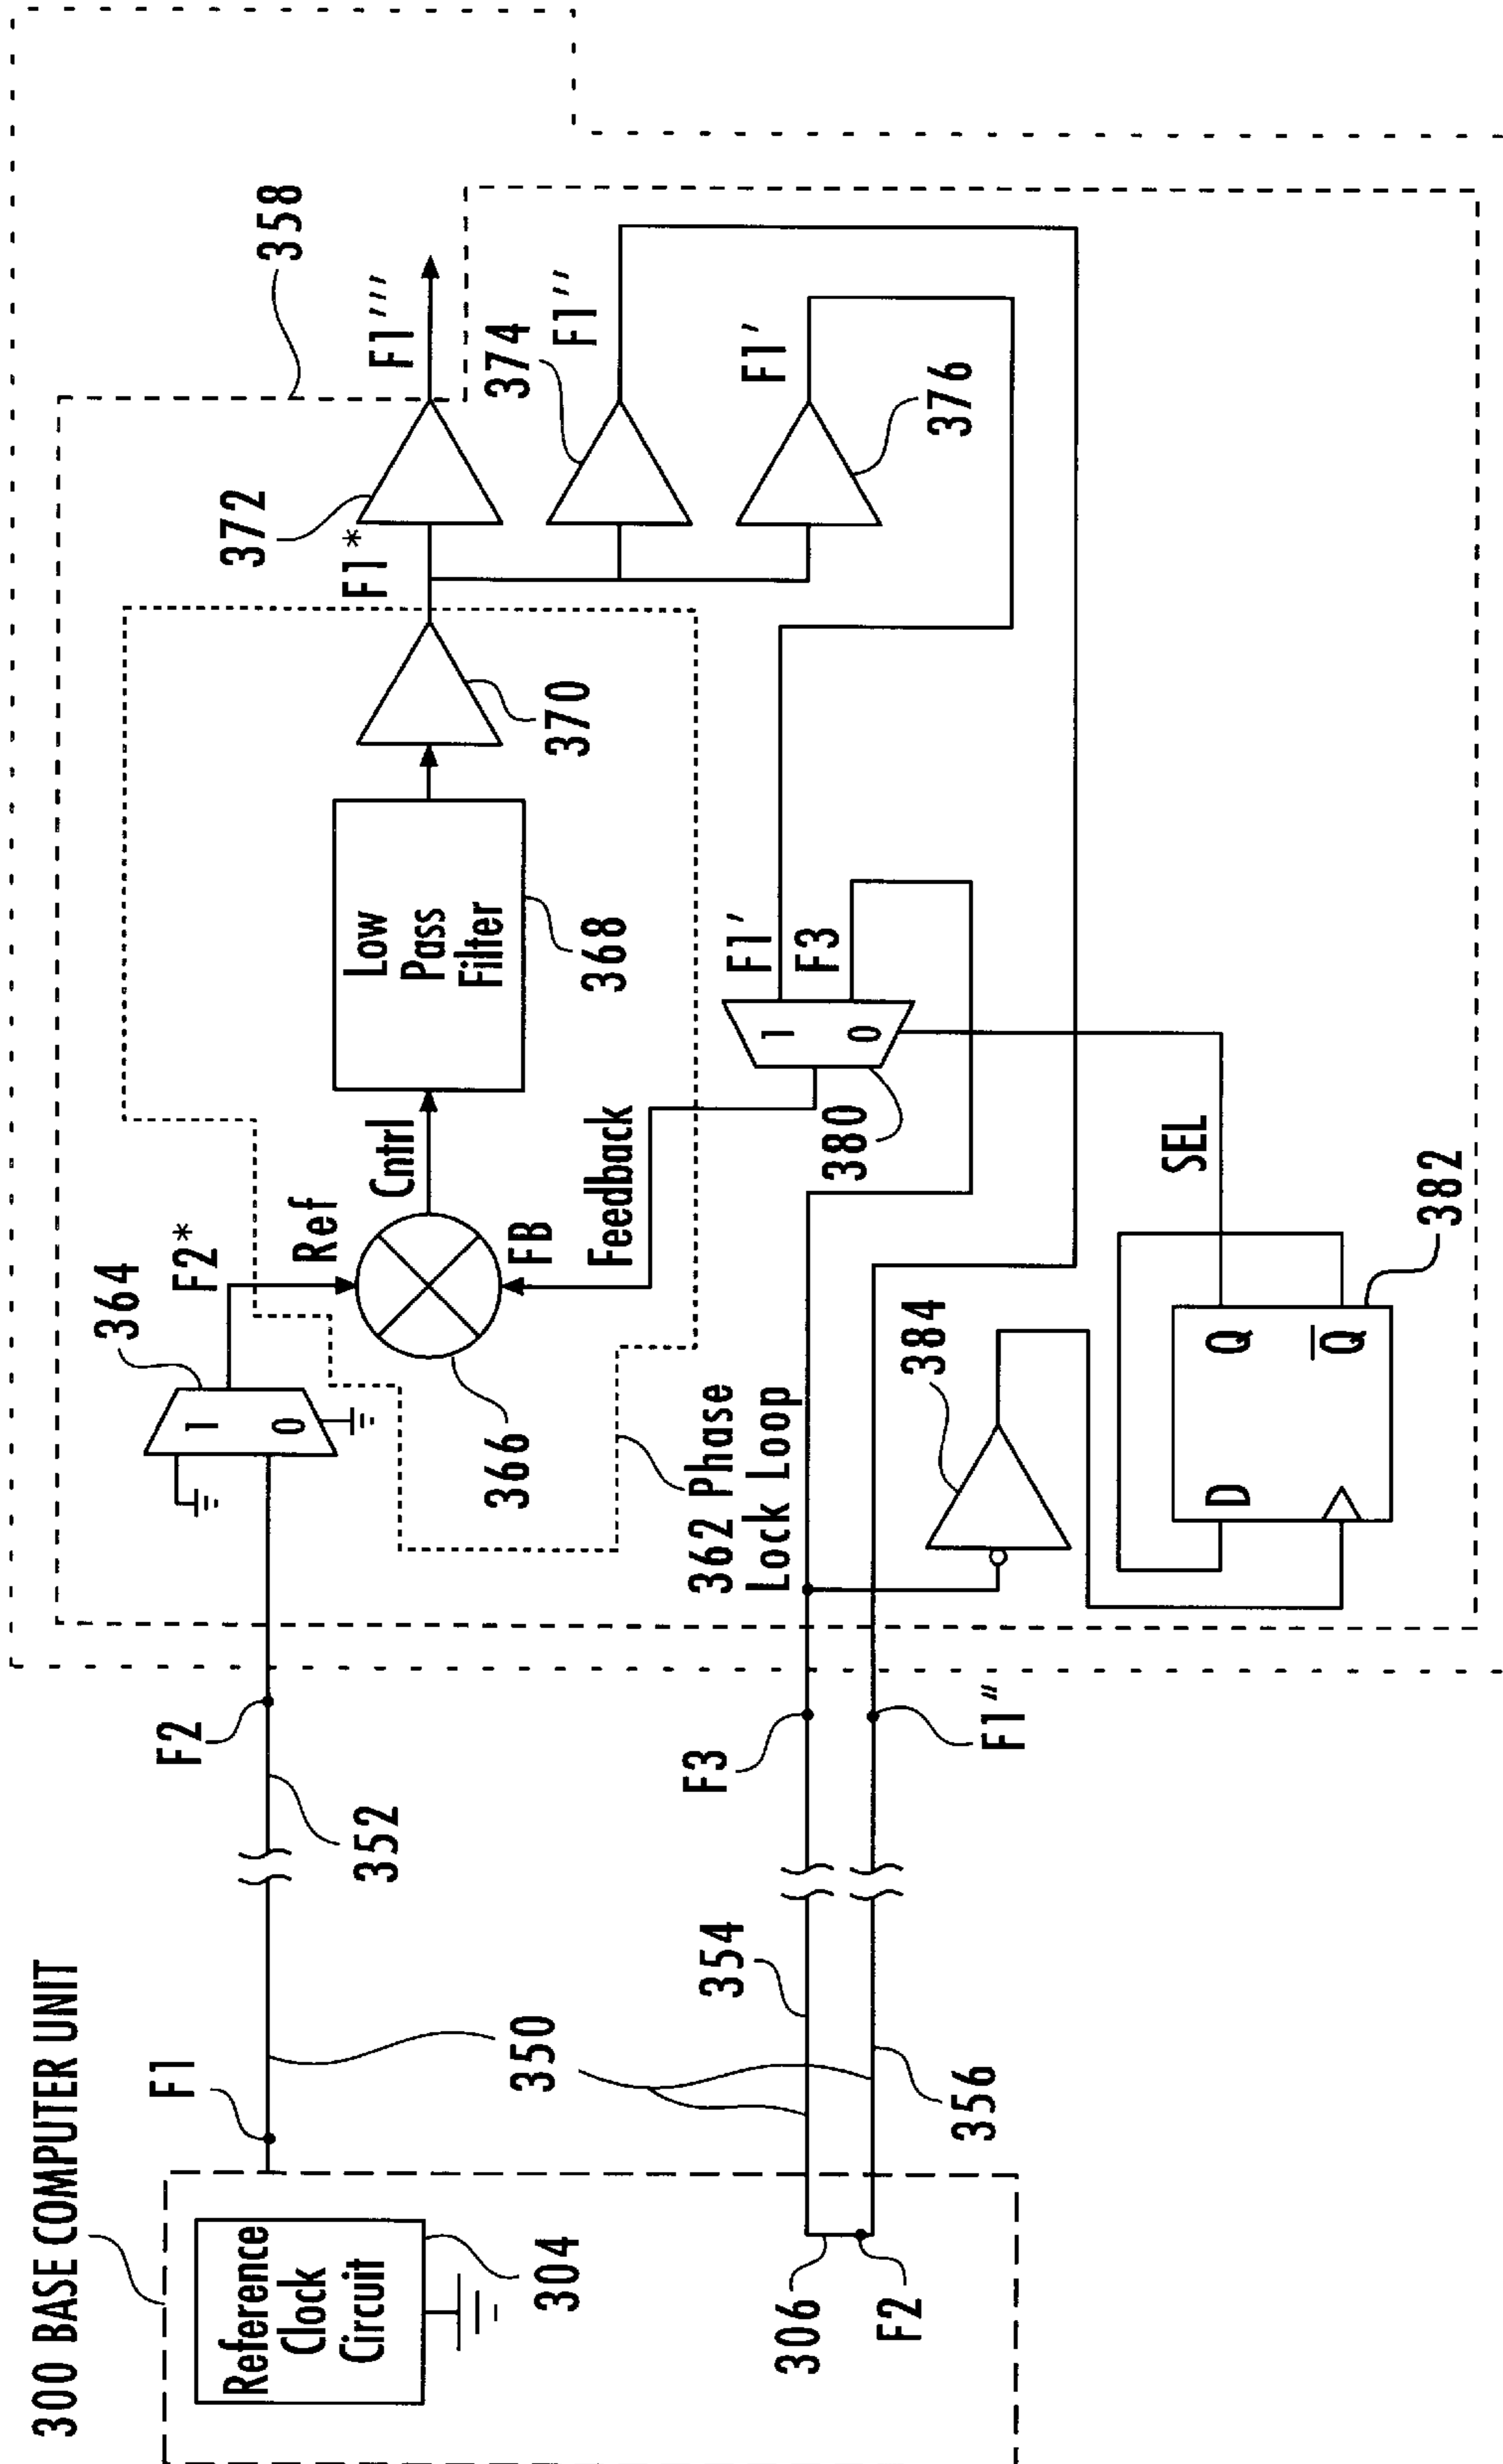 300 BASE COMPUTER UNIT
Reference
Clock
Circuit
304
F1
350
352
F2
364
1
0
F2*
Ref
366
Cntrl
FB
Feedback
Low
Pass
Filter
368
370
F1*
372
F1'''
358
374
F1''
F1'
376
362 Phase
Lock Loop
F1'
F3
1
0
380
SEL
384
D
Q
Q̅
382
306
F2
354
356
F3
F1"